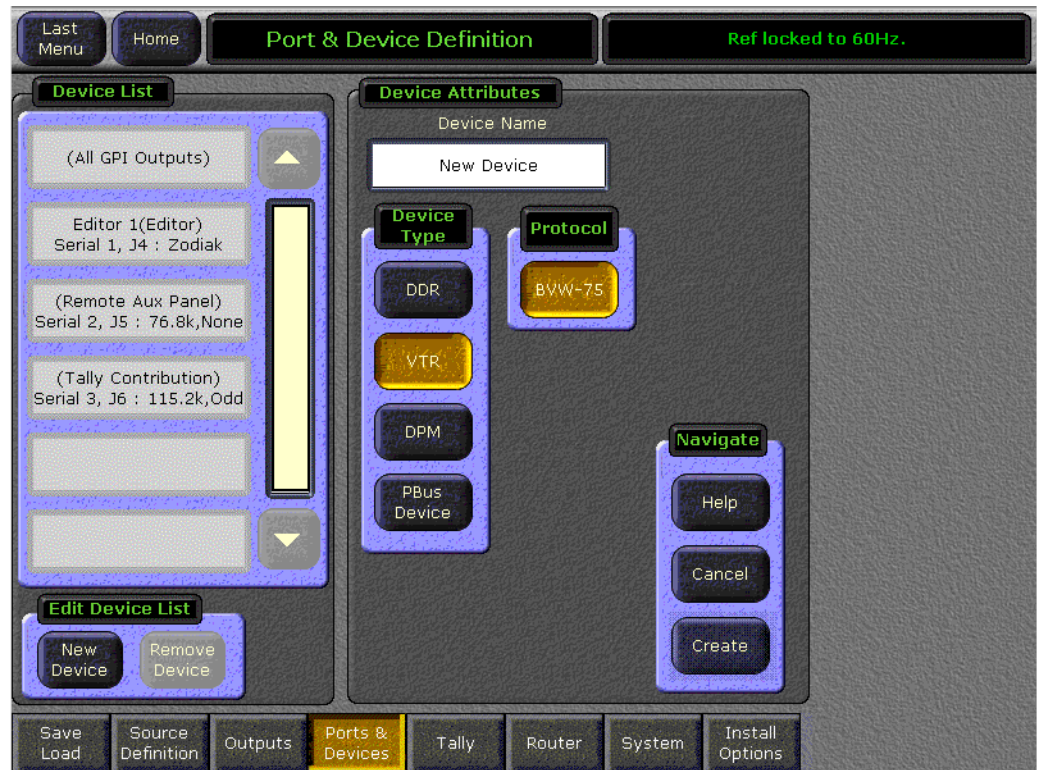 Last
Menu
Home
Port & Device Definition
Ref locked to 60Hz.
Device List
(All GPI Outputs)
Editor 1(Editor)
Serial 1, J4 : Zodiak
(Remote Aux Panel)
Serial 2, J5 : 76.8k,None
(Tally Contribution)
Serial 3, J6 : 115.2k,Odd
Edit Device List
New
Device
Remove
Device
Device Attributes
Device Name
New Device
Device
Type
DDR
VTR
DPM
PBus
Device
Protocol
BVW-75
Navigate
Help
Cancel
Create
Save
Load
Source
Definition
Outputs
Ports &
Devices
Tally
Router
System
Install
Options